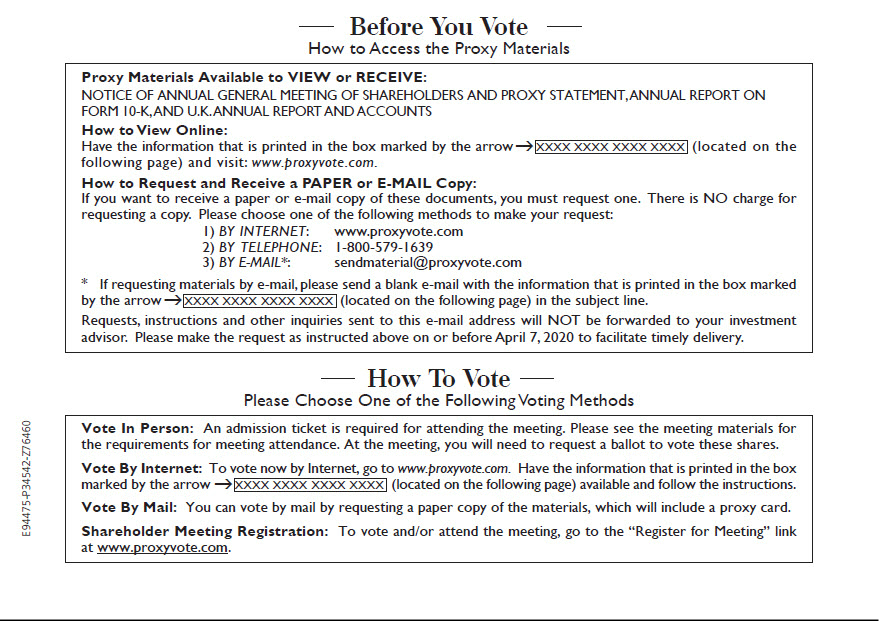 Before You Vote
How to Access the Proxy Materials
Proxy Materials Available to VIEW or RECEIVE:
NOTICE OF ANNUAL GENERAL MEETING OF SHAREHOLDERS AND PROXY STATEMENT, ANNUAL REPORT ON
FORM 10-K, AND U.K. ANNUAL REPORT AND ACCOUNTS
How to View Online:
Have the information that is printed in the box marked by the arrow → XXXX XXXX XXXX XXXX (located on the
following page) and visit: www.proxyvote.com.
How to Request and Receive a PAPER or E-MAIL Copy:
If you want to receive a paper or e-mail copy of these documents, you must request one. There is NO charge for
requesting a copy. Please choose one of the following methods to make your request:
1) BY INTERNET: www.proxyvote.com
2) BY TELEPHONE: 1-800-579-1639
3) BY E-MAIL*: sendmaterial@proxyvote.com
* If requesting materials by e-mail, please send a blank e-mail with the information that is printed in the box marked
by the arrow → XXXX XXXX XXXX XXXX (located on the following page) in the subject line.
Requests, instructions and other inquiries sent to this e-mail address will NOT be forwarded to your investment
advisor. Please make the request as instructed above on or before April 7, 2020 to facilitate timely delivery.
How To Vote
Please Choose One of the Following Voting Methods
Vote In Person: An admission ticket is required for attending the meeting. Please see the meeting materials for
the requirements for meeting attendance. At the meeting, you will need to request a ballot to vote these shares.
Vote By Internet: To vote now by Internet, go to www.proxyvote.com. Have the information that is printed in the box
marked by the arrow → XXXX XXXX XXXX XXXX (located on the following page) available and follow the instructions.
Vote By Mail: You can vote by mail by requesting a paper copy of the materials, which will include a proxy card.
Shareholder Meeting Registration: To vote and/or attend the meeting, go to the “Register for Meeting” link
at www.proxyvote.com.
E94475-P34542-Z76460